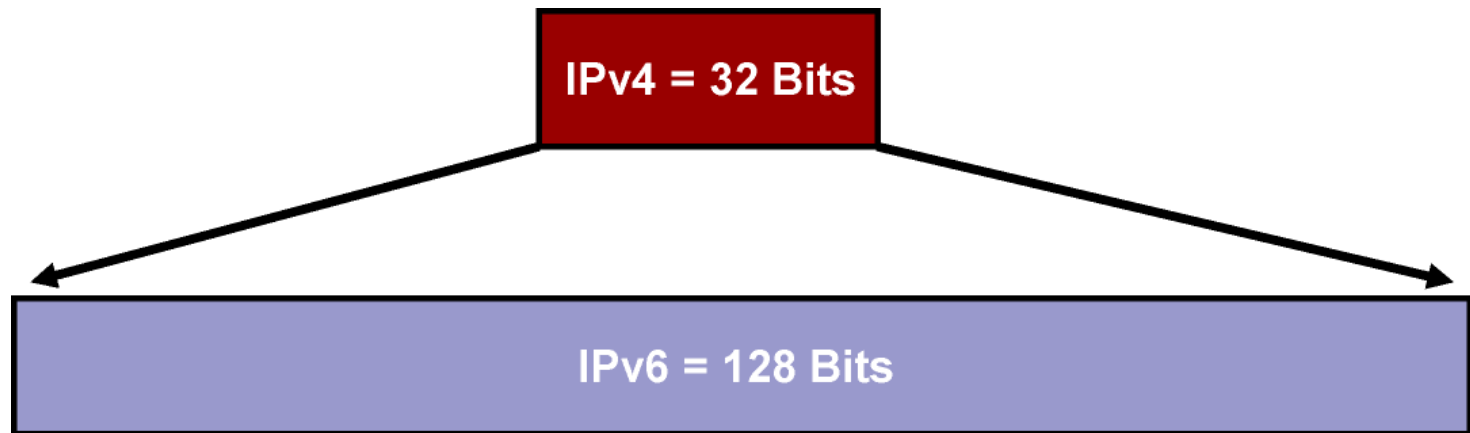 IPv4 = 32 Bits
IPv6 = 128 Bits